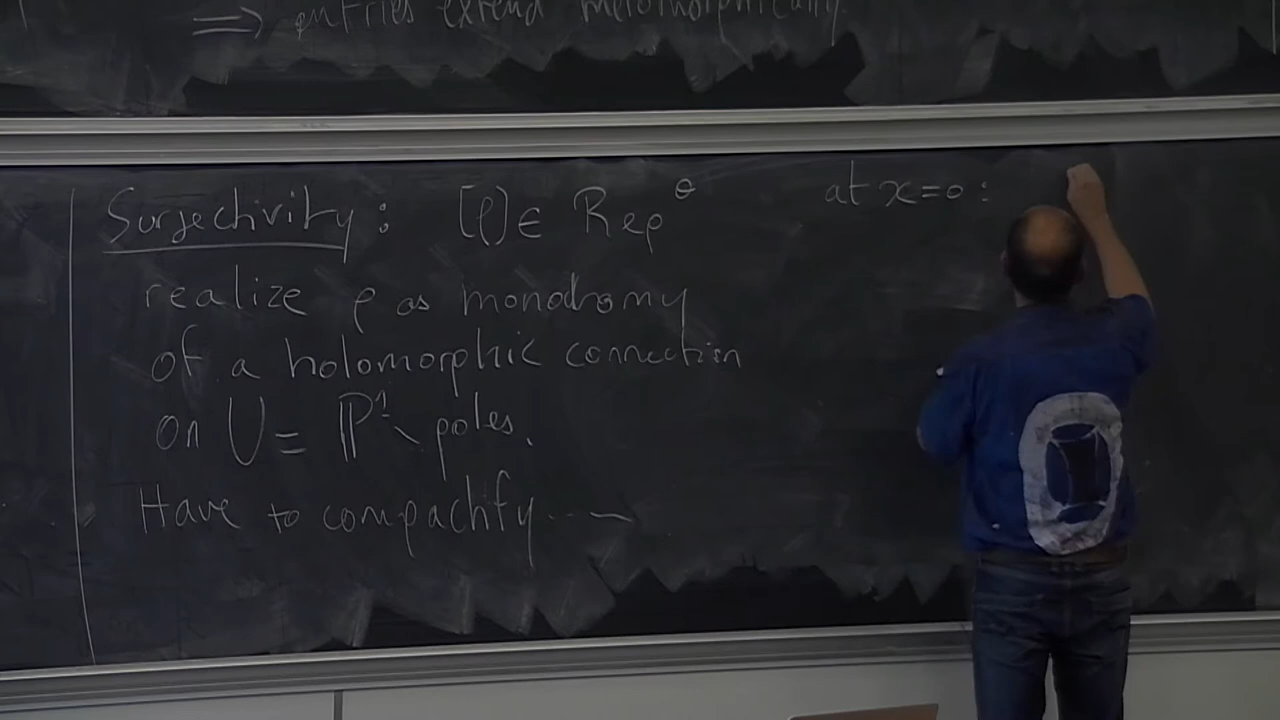 ⟹ entries extend meromorphically.
Surjectivity: [ρ] ∈ Rep^θ
realize ρ as monodromy
of a holomorphic connection
on U = ℙ¹ \ poles.
Have to compactify...
at x=0: